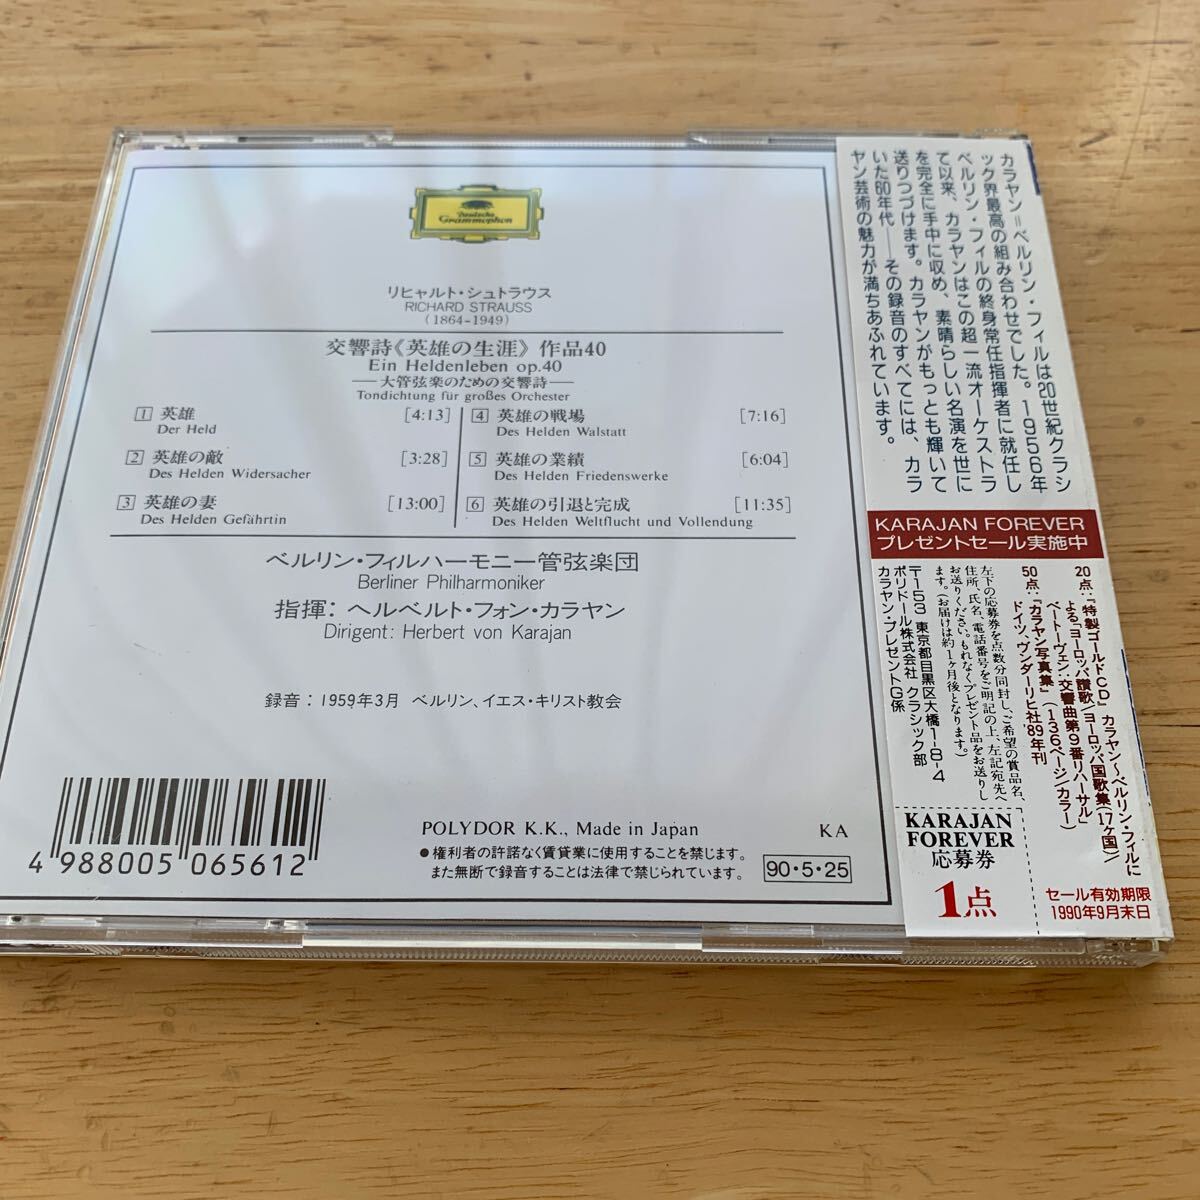 Deutsche
Grammophon
リヒャルト・シュトラウス
RICHARD STRAUSS
(1864-1949)
交響詩《英雄の生涯》作品40
Ein Heldenleben op.40
—大管弦楽のための交響詩—
Tondichtung für großes Orchester
1 英雄 [4:13]
Der Held
2 英雄の敵 [3:28]
Des Helden Widersacher
3 英雄の妻 [13:00]
Des Helden Gefährtin
4 英雄の戦場 [7:16]
Des Helden Walstatt
5 英雄の業績 [6:04]
Des Helden Friedenswerke
6 英雄の引退と完成 [11:35]
Des Helden Weltflucht und Vollendung
ベルリン・フィルハーモニー管弦楽団
Berliner Philharmoniker
指揮: ヘルベルト・フォン・カラヤン
Dirigent: Herbert von Karajan
録音：1959年3月 ベルリン、イエス・キリスト教会
4 988005 065612
POLYDOR K.K., Made in Japan
KA
●権利者の許諾なく賃貸業に使用することを禁じます。
また無断で録音することは法律で禁じられています。
90・5・25
カラヤン＝ベルリン・フィルは20世紀クラシ
ック界最高の組み合わせでした。1956年
ベルリン・フィルの終身常任指揮者に就任し
て以来、カラヤンはこの超一流オーケストラ
を完全に手中に収め、素晴らしい名演を世に
送りつづけます。カラヤンがもっとも輝いて
いた60年代――その録音のすべてには、カラ
ヤン芸術の魅力が満ちあふれています。
KARAJAN FOREVER
プレゼントセール実施中
20点：「特製ゴールドCD」カラヤン〜ベルリン・フィルに
よる「ヨーロッパ讃歌/ヨーロッパ国歌集(17ヶ国)/
ベートーヴェン：交響曲第9番リハーサル」
50点：「カラヤン写真集」(136ページ/カラー)
ドイツ、ヴンダーリヒ社'89年刊
左下の応募券を点数分同封し、ご希望の賞品名、
住所、氏名、電話番号をご明記の上、左記宛先へ
お送りください。もれなくプレゼント品をお送りし
ます。(お届けは約1ヶ月後となります。)
〒153 東京都目黒区大橋1-8-4
ポリドール株式会社 クラシック部
カラヤン・プレゼントG係
KARAJAN
FOREVER
応募券
1点
セール有効期限
1990年9月末日